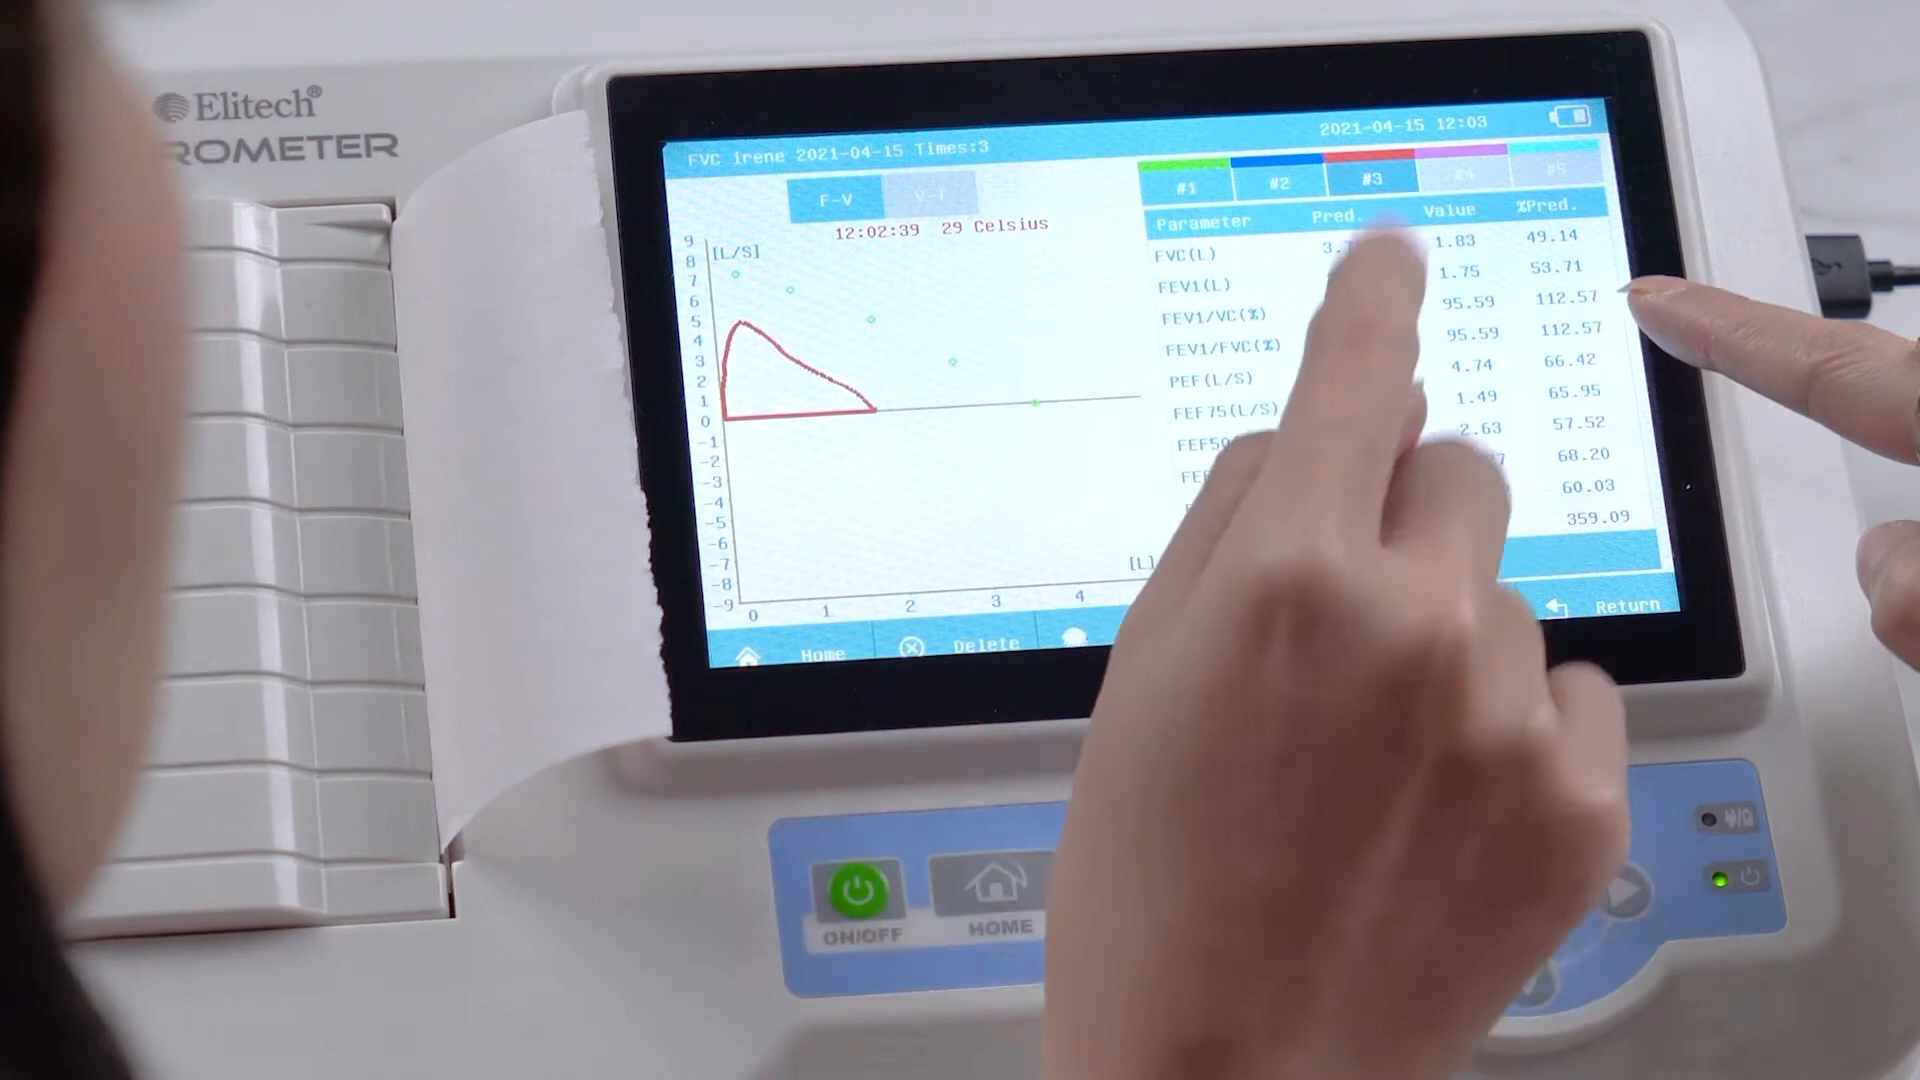 Elitech®
ROMETER
FVC irene 2021-04-15 Times:3
2021-04-15 12:03
F-V
V-T
#1
#2
#3
#4
#5
12:02:39 29 Celsius
[L/S]
9
8
7
6
5
4
3
2
1
0
-1
-2
-3
-4
-5
-6
-7
-8
-9
0 1 2 3 4
[L]
Parameter Pred. Value %Pred.
FVC(L) 3. 1.83 49.14
FEV1(L) 1.75 53.71
FEV1/VC(%) 95.59 112.57
FEV1/FVC(%) 95.59 112.57
PEF(L/S) 4.74 66.42
FEF75(L/S) 1.49 65.95
FEF50 2.63 57.52
FEF 7 68.20
60.03
359.09
Home
Delete
Return
ON/OFF
HOME